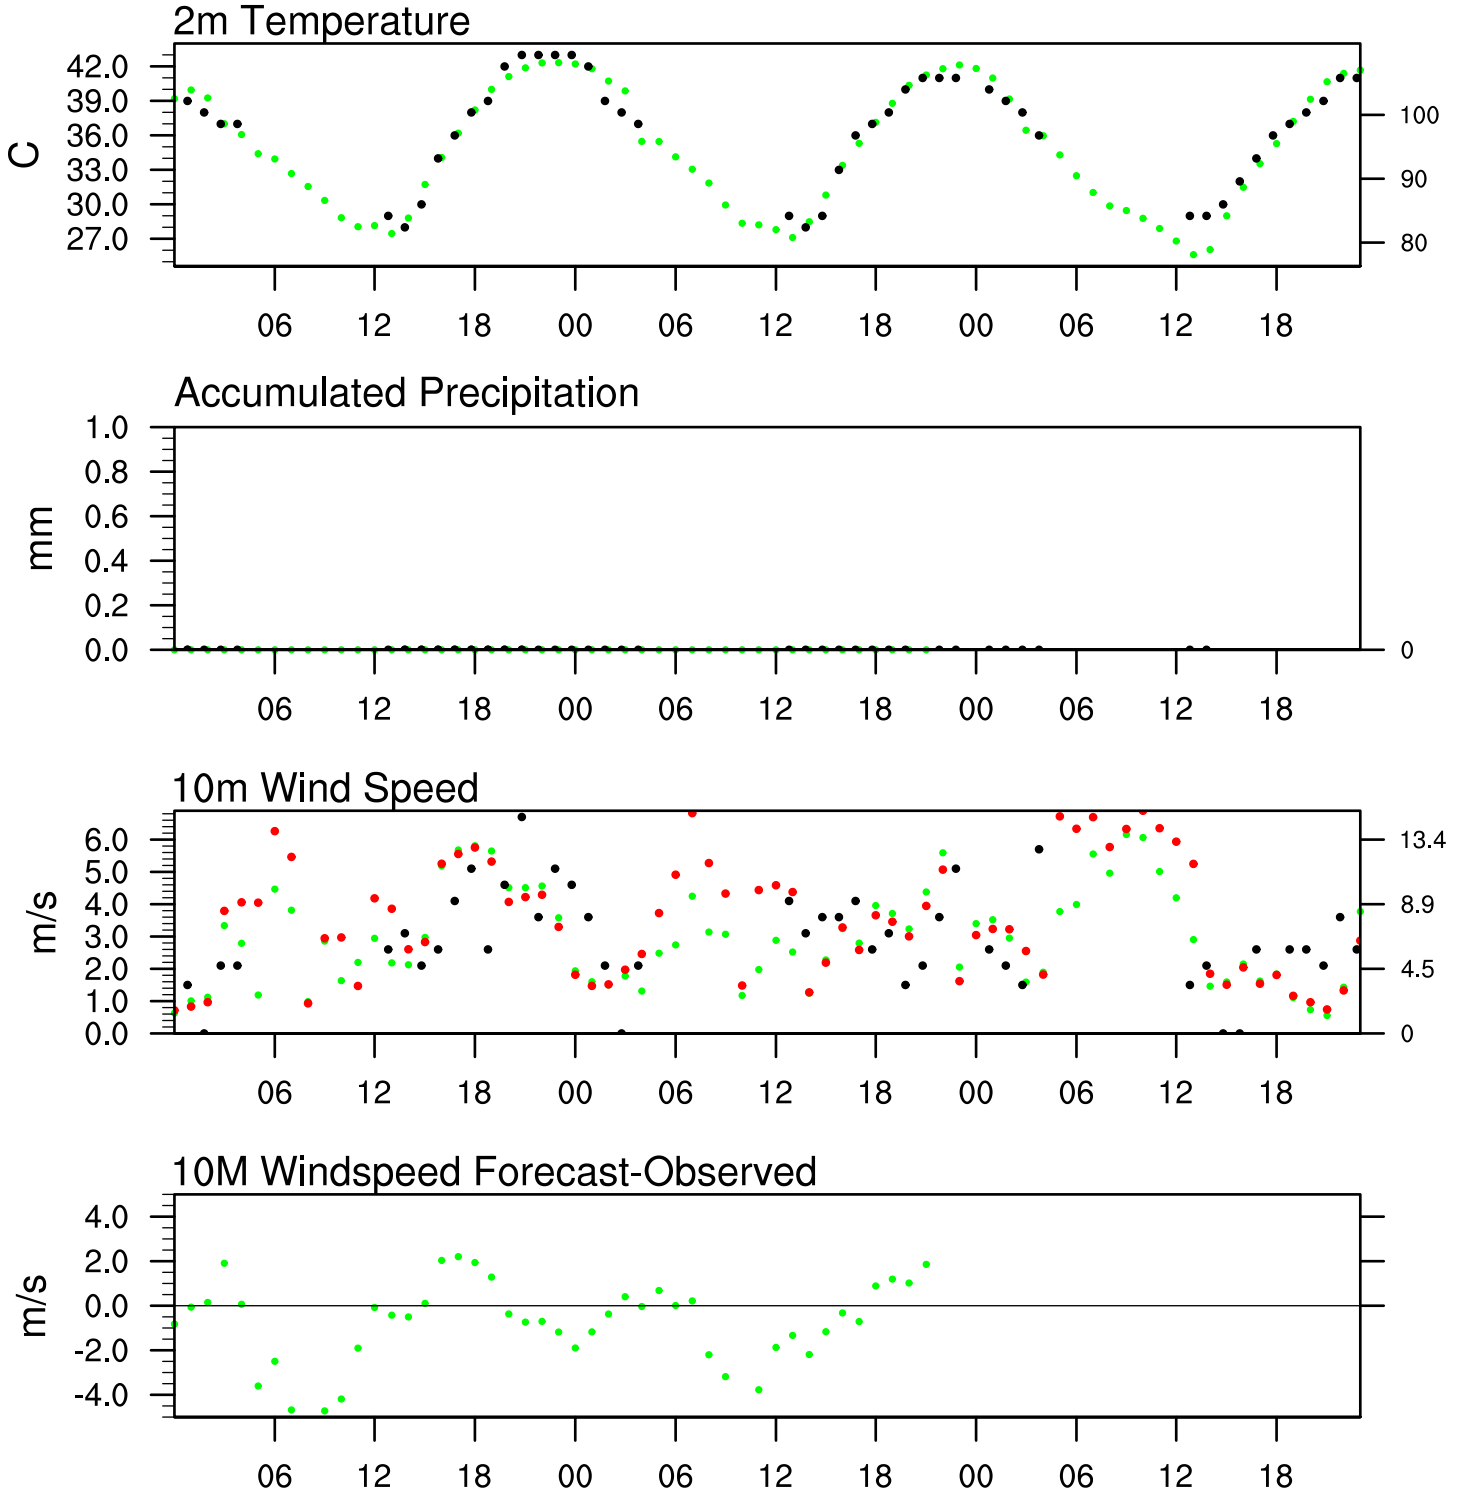 2m Temperature
42.0
39.0
36.0
33.0
30.0
27.0
C
100
90
80
06 12 18 00 06 12 18 00 06 12 18
Accumulated Precipitation
1.0
0.8
0.6
0.4
0.2
0.0
mm
0
06 12 18 00 06 12 18 00 06 12 18
10m Wind Speed
6.0
5.0
4.0
3.0
2.0
1.0
0.0
m/s
13.4
8.9
4.5
0
06 12 18 00 06 12 18 00 06 12 18
10M Windspeed Forecast-Observed
4.0
2.0
0.0
-2.0
-4.0
m/s
06 12 18 00 06 12 18 00 06 12 18